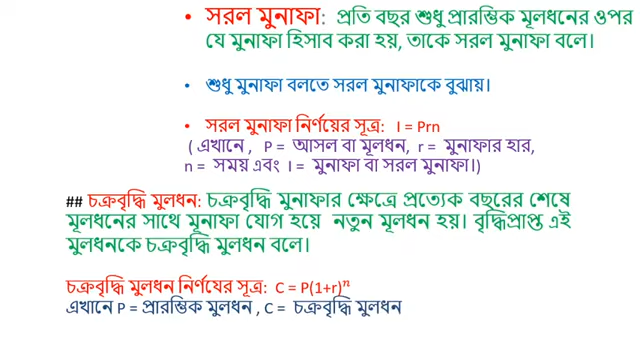 • সরল মুনাফা: প্রতি বছর শুধু প্রারম্ভিক মূলধনের ওপর
যে মুনাফা হিসাব করা হয়, তাকে সরল মুনাফা বলে।
• শুধু মুনাফা বলতে সরল মুনাফাকে বুঝায়।
• সরল মুনাফা নির্ণয়ের সূত্র: I = Prn
( এখানে , P = আসল বা মূলধন, r = মুনাফার হার,
n = সময় এবং I = মুনাফা বা সরল মুনাফা।)
## চক্রবৃদ্ধি মুলধন: চক্রবৃদ্ধি মুনাফার ক্ষেত্রে প্রত্যেক বছরের শেষে
মূলধনের সাথে মূনাফা যোগ হয়ে নতুন মূলধন হয়। বৃদ্ধিপ্রাপ্ত এই
মুলধনকে চক্রবৃদ্ধি মুলধন বলে।
চক্রবৃদ্ধি মুলধন নির্ণযের সূত্র: C = P(1+r)ⁿ
এখানে P = প্রারম্ভিক মুলধন , C = চক্রবৃদ্ধি মুলধন